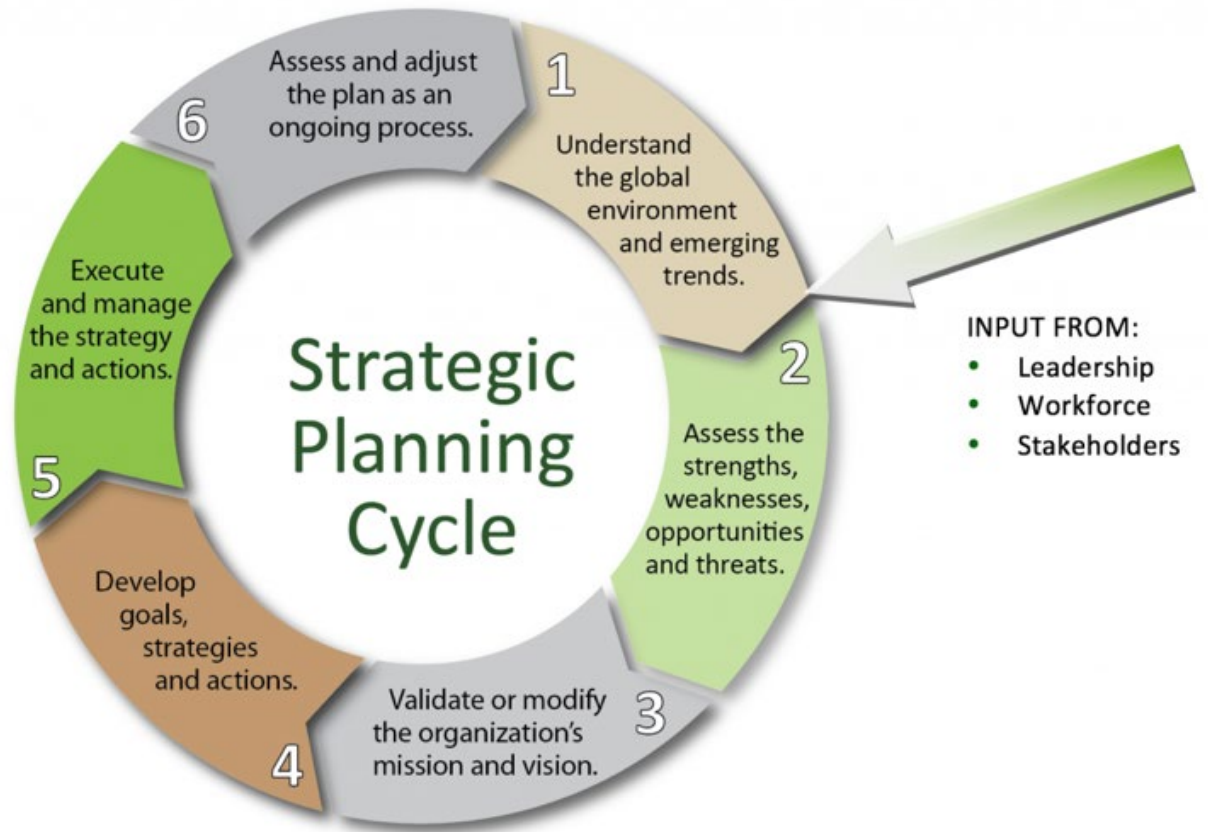 1
Understand
the global
environment
and emerging
trends.
2
Assess the
strengths,
weaknesses,
opportunities
and threats.
3
Validate or modify
the organization's
mission and vision.
4
Develop
goals,
strategies
and actions.
5
Execute
and manage
the strategy
and actions.
6
Assess and adjust
the plan as an
ongoing process.
Strategic
Planning
Cycle
INPUT FROM:
• Leadership
• Workforce
• Stakeholders